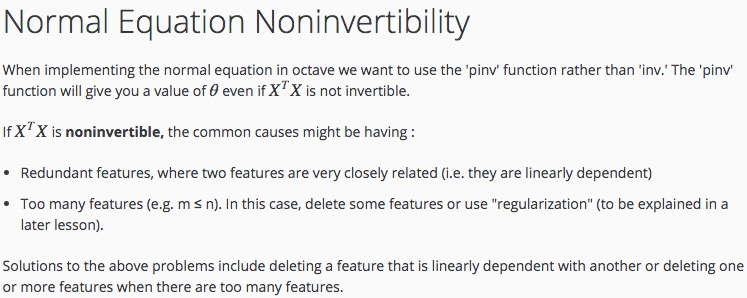 Normal Equation Noninvertibility
When implementing the normal equation in octave we want to use the 'pinv' function rather than 'inv.' The 'pinv'
function will give you a value of θ even if XᵀX is not invertible.
If XᵀX is noninvertible, the common causes might be having :
• Redundant features, where two features are very closely related (i.e. they are linearly dependent)
• Too many features (e.g. m ≤ n). In this case, delete some features or use "regularization" (to be explained in a
later lesson).
Solutions to the above problems include deleting a feature that is linearly dependent with another or deleting one
or more features when there are too many features.